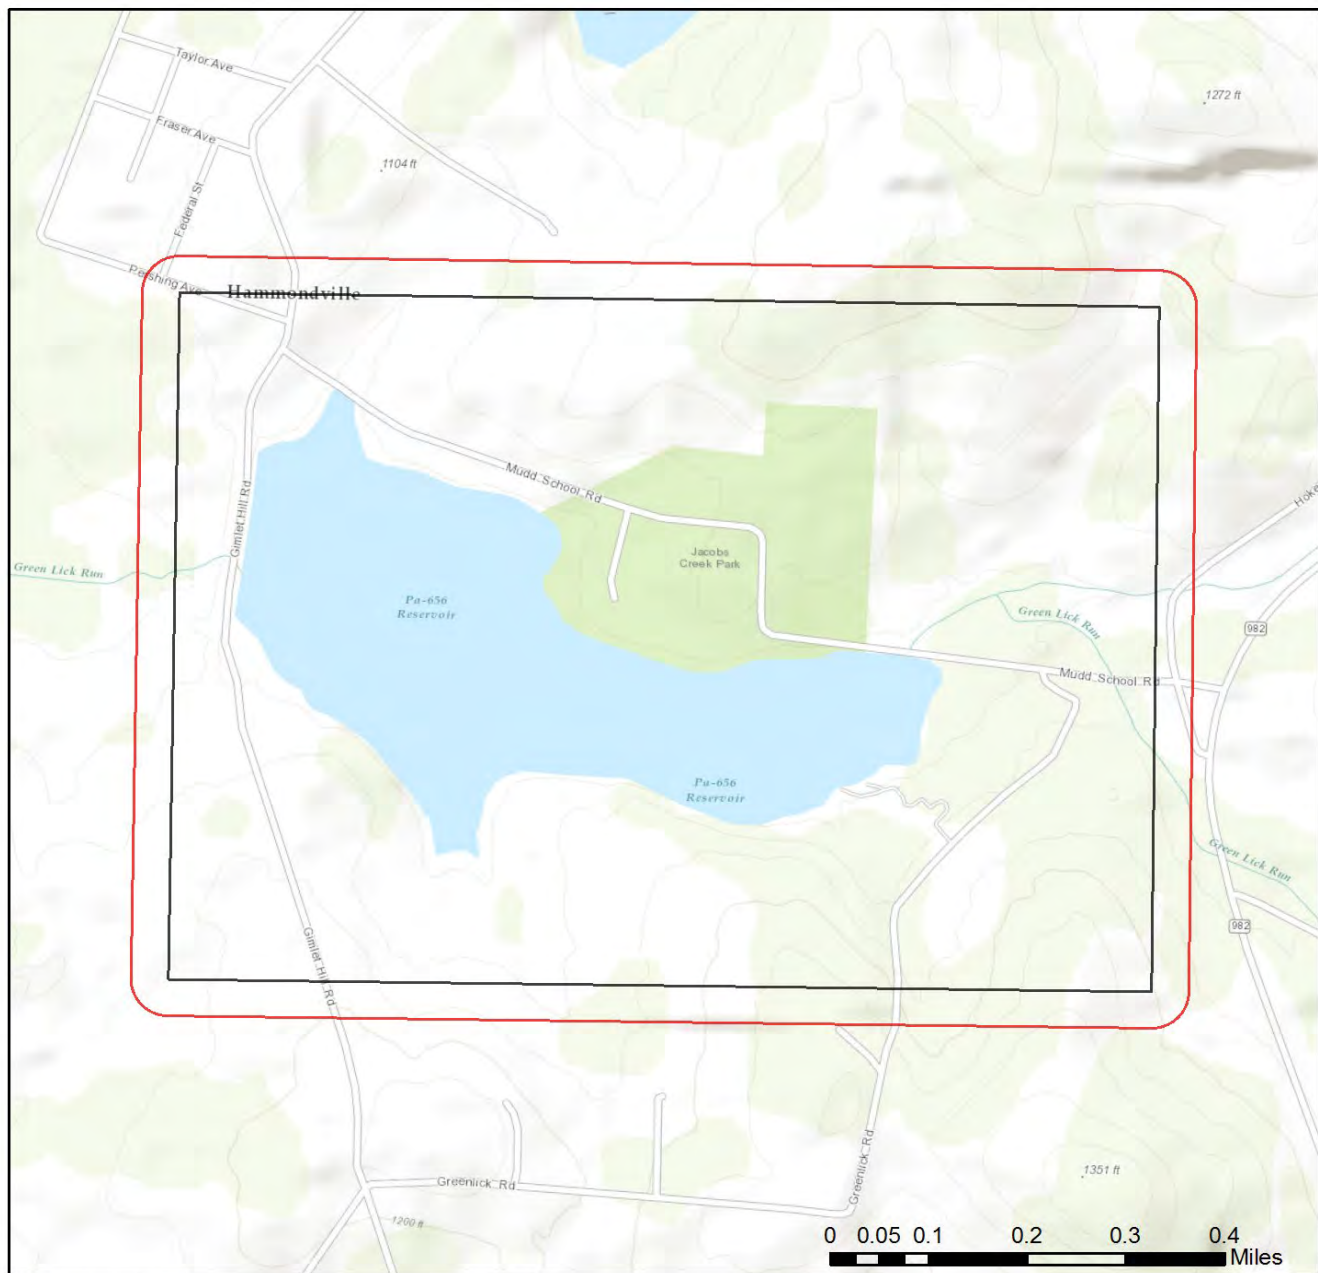 Taylor Ave
1272 ft
Fraser Ave
1104 ft
Federal St
Pershing Ave
Hammondville
Mudd School Rd
Hoke
Gimlet Hill Rd
Jacobs
Creek Park
Green Lick Run
Pa-656
Reservoir
Green Lick Run
982
Mudd School Rd
Pa-656
Reservoir
Green Lick Run
982
Gimlet Hill Rd
Greenlick Rd
1351 ft
Greenlick Rd
1200 ft
0 0.05 0.1 0.2 0.3 0.4
Miles